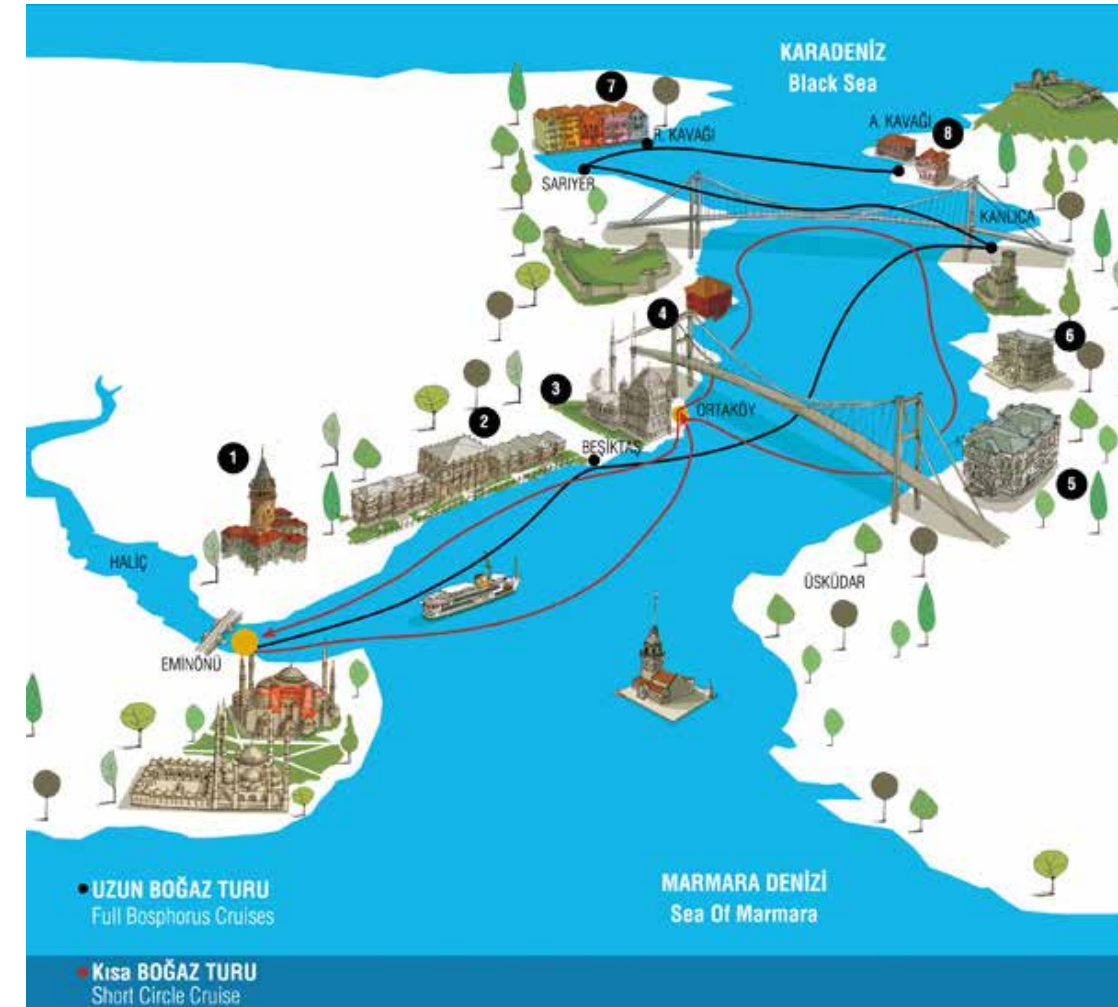 KARADENİZ
Black Sea
7
R. KAVAĞI
A. KAVAĞI
8
SARIYER
KANLICA
4
6
3
ORTAKÖY
2
BEŞİKTAŞ
1
5
HALİÇ
ÜSKÜDAR
EMİNÖNÜ
UZUN BOĞAZ TURU
Full Bosphorus Cruises
MARMARA DENİZİ
Sea Of Marmara
Kısa BOĞAZ TURU
Short Circle Cruise